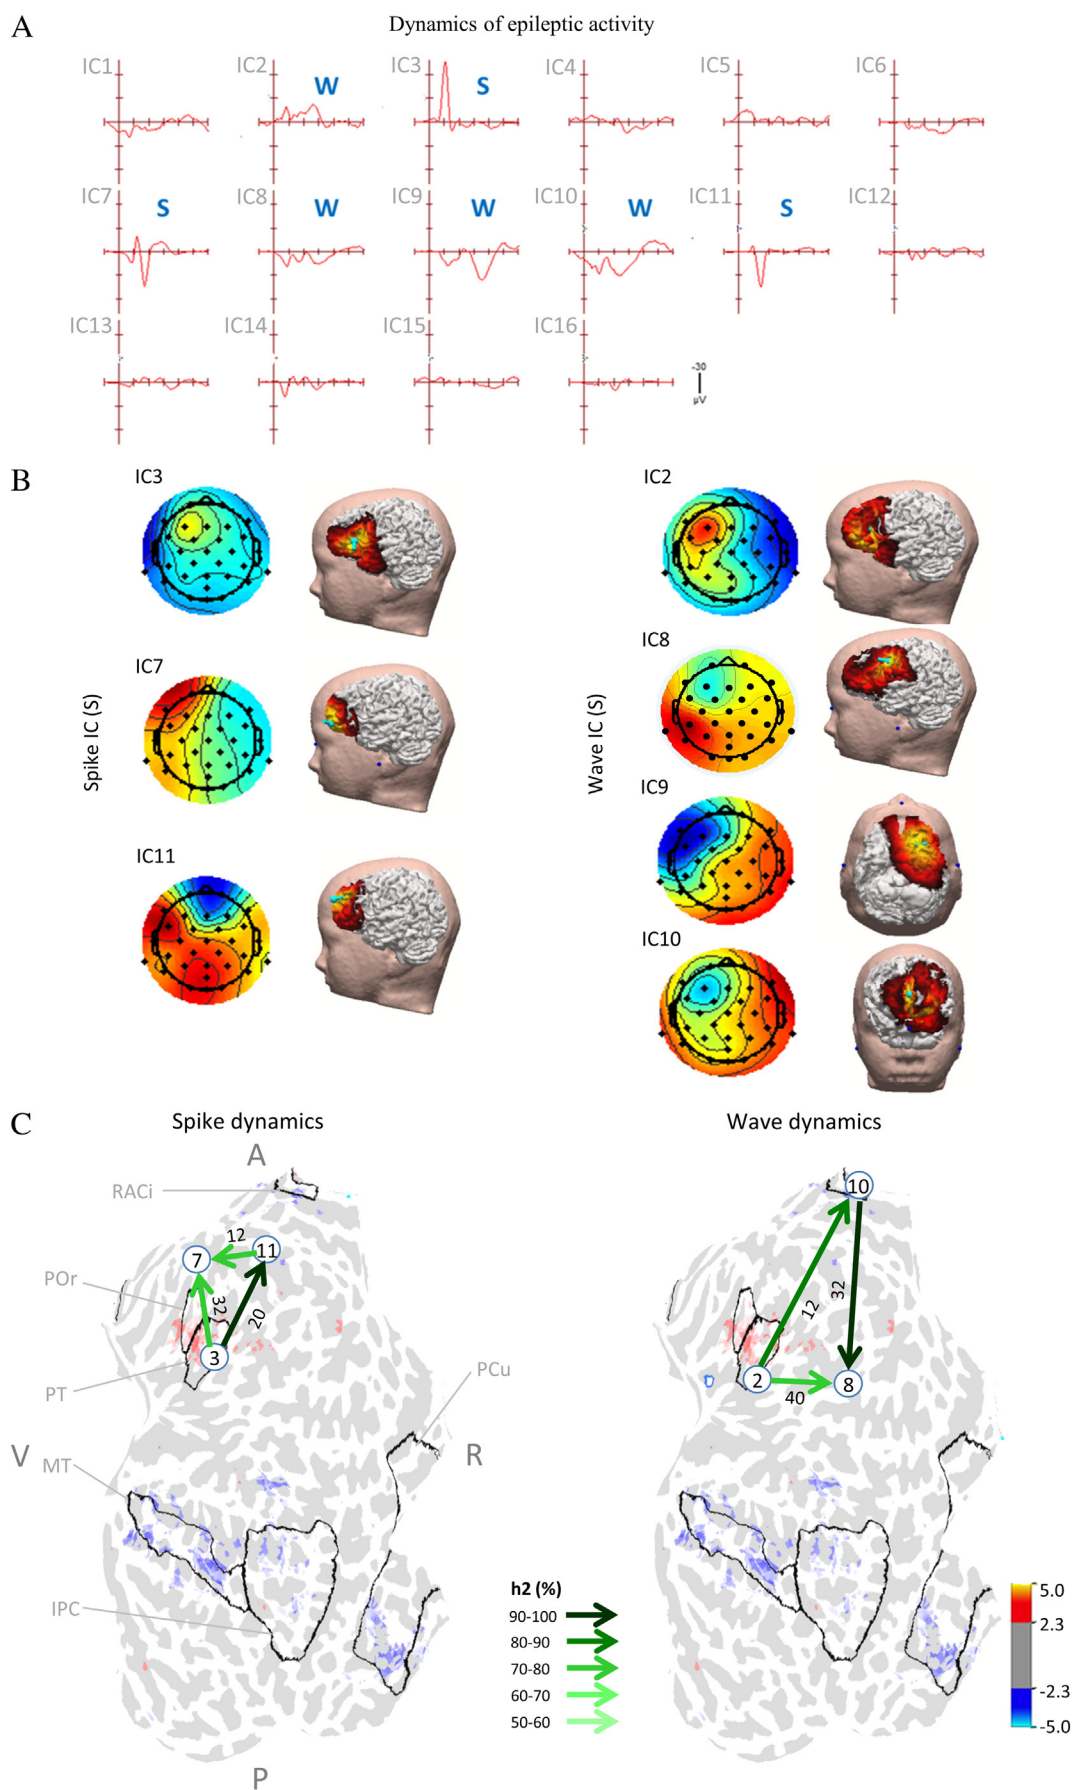 A
Dynamics of epileptic activity
IC1
IC2
W
IC3
S
IC4
IC5
IC6
IC7
S
IC8
W
IC9
W
IC10
W
IC11
S
IC12
IC13
IC14
IC15
IC16
-30
µV
B
IC3
IC2
IC7
IC8
Spike IC (S)
Wave IC (S)
IC9
IC11
IC10
C
Spike dynamics
Wave dynamics
A
RACi
10
12
11
7
POr
32
20
32
12
3
PT
PCu
2
8
40
V
R
MT
IPC
h2 (%)
90-100
80-90
70-80
60-70
50-60
5.0
2.3
-2.3
-5.0
P